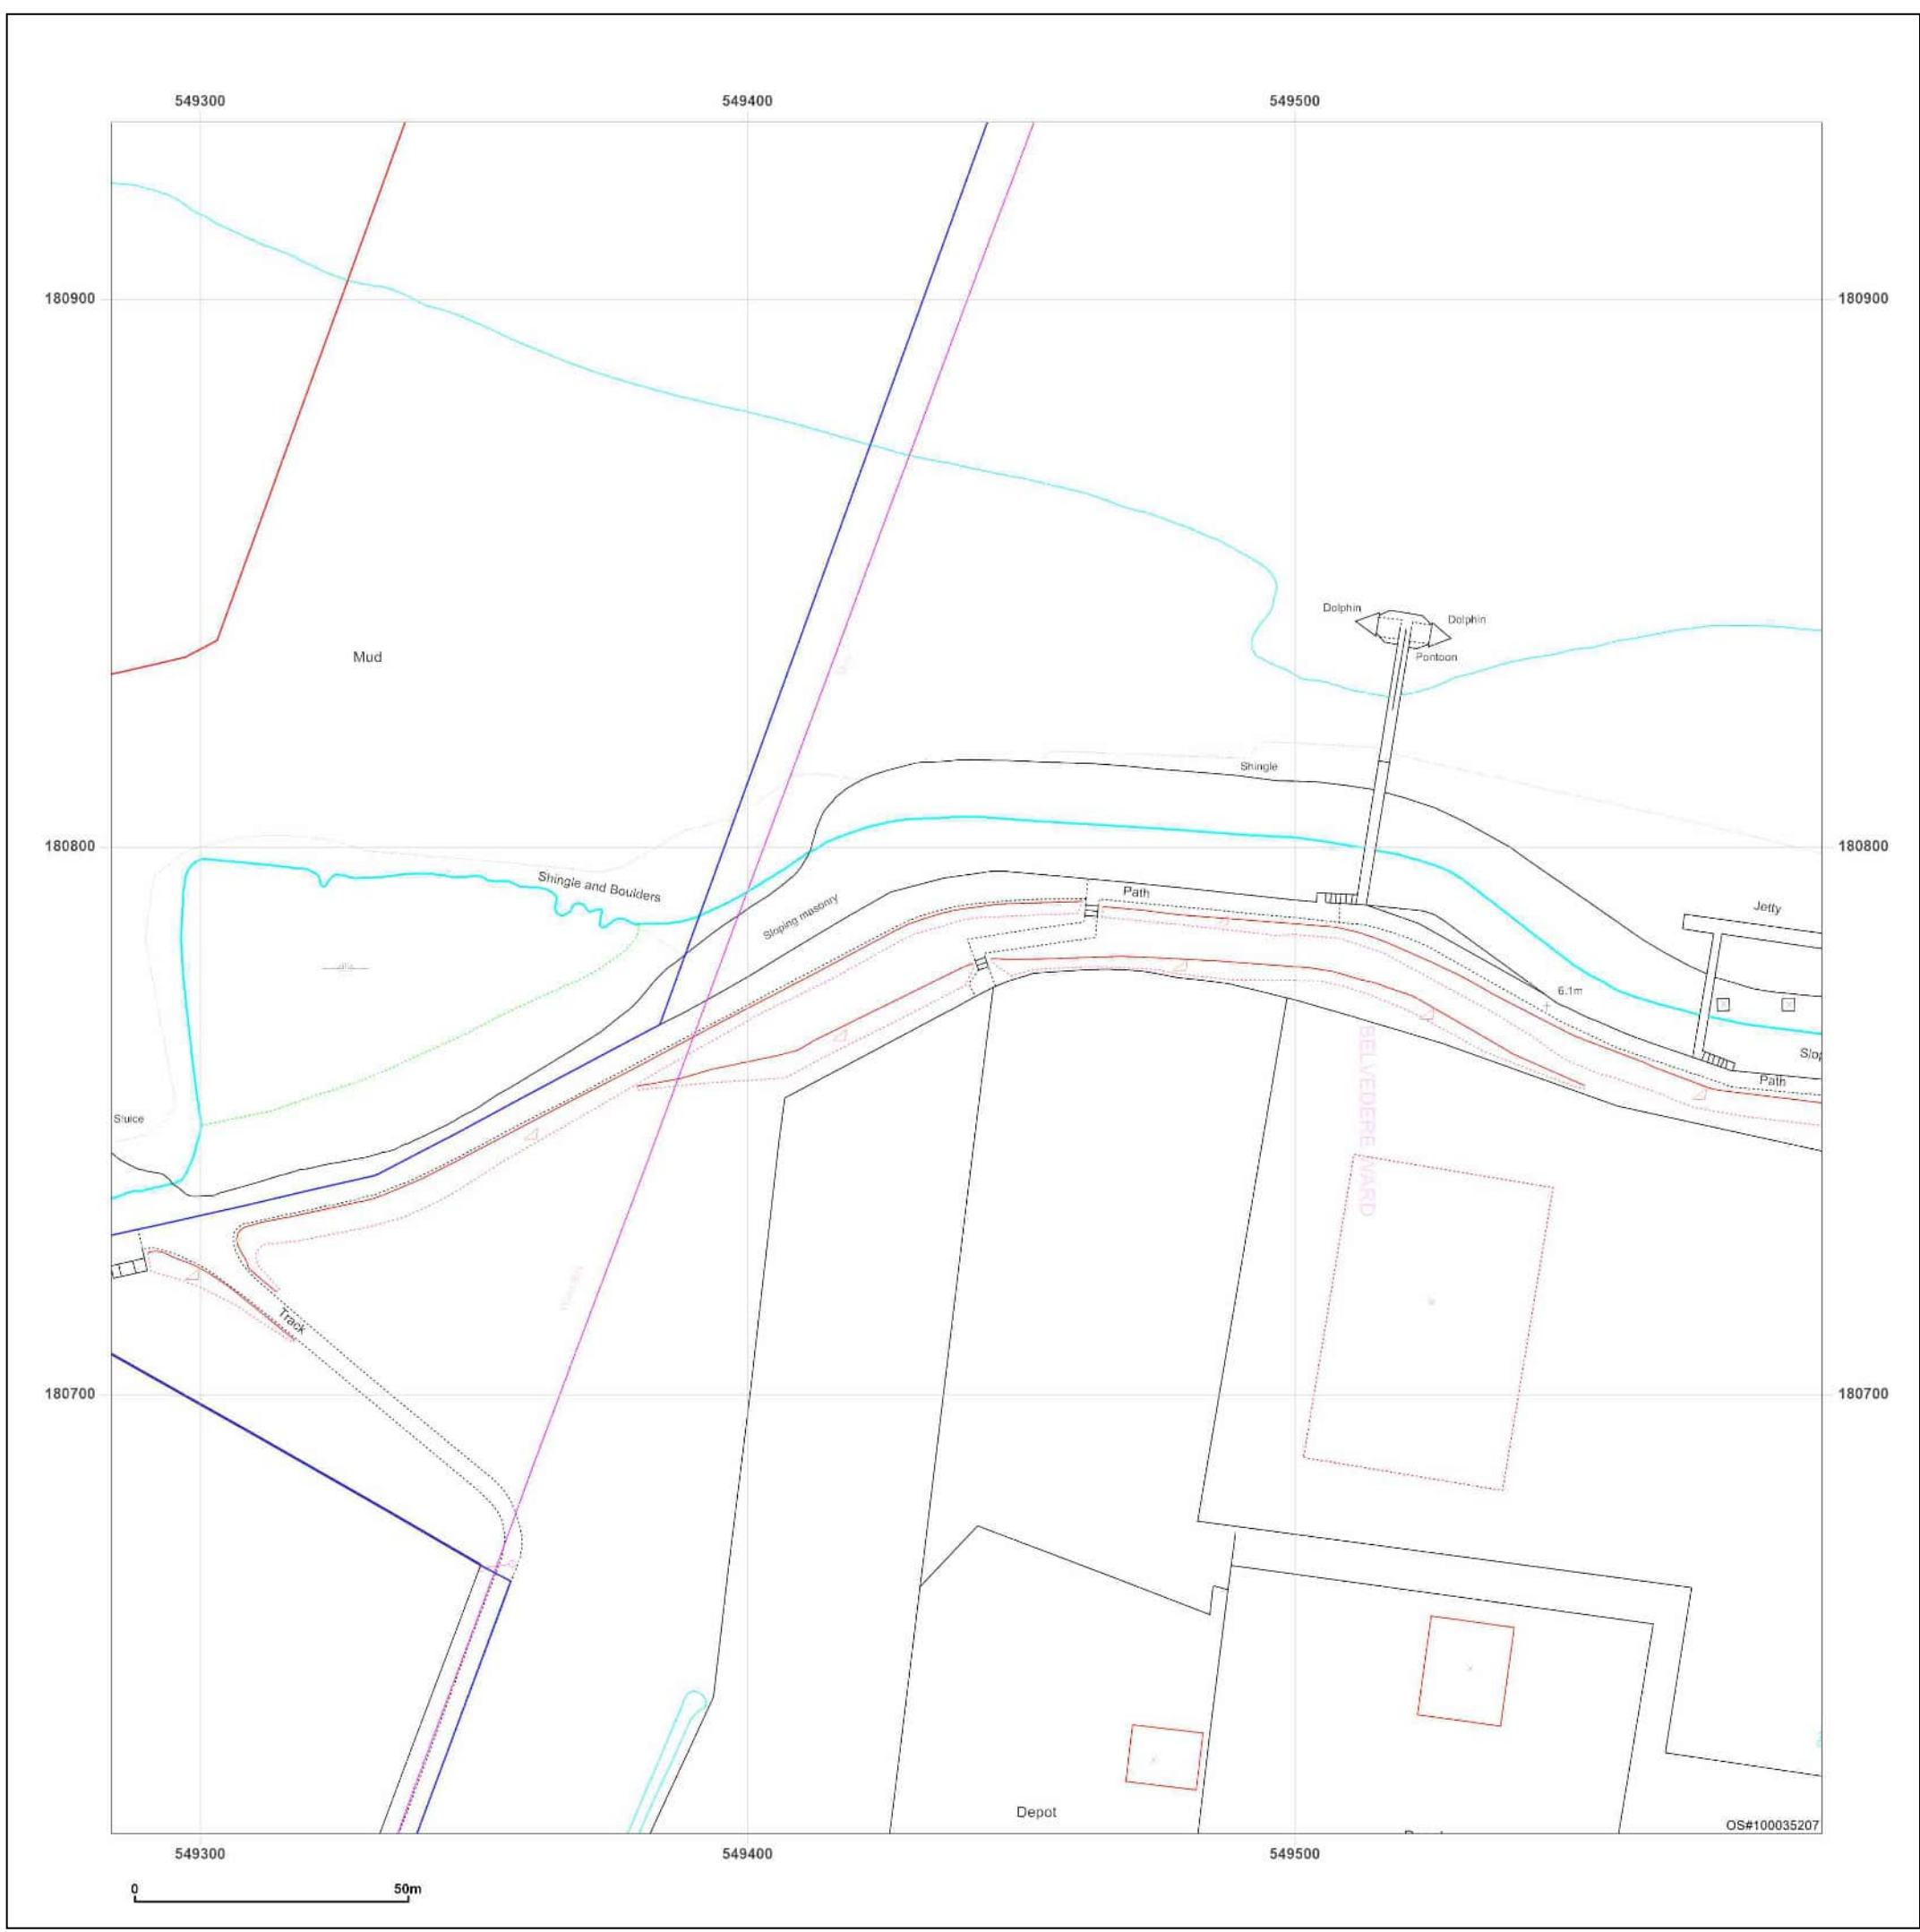 549300 549400 549500
180900 180900
Dolphin
Dolphin
Pontoon
Mud
Shingle
180800 180800
Shingle and Boulders
Path
Sloping masonry
Jetty
6.1m
BELVEDERE WARD
Path
Sluice
Track
180700 180700
Depot
OS#100035207
549300 549400 549500
0 50m